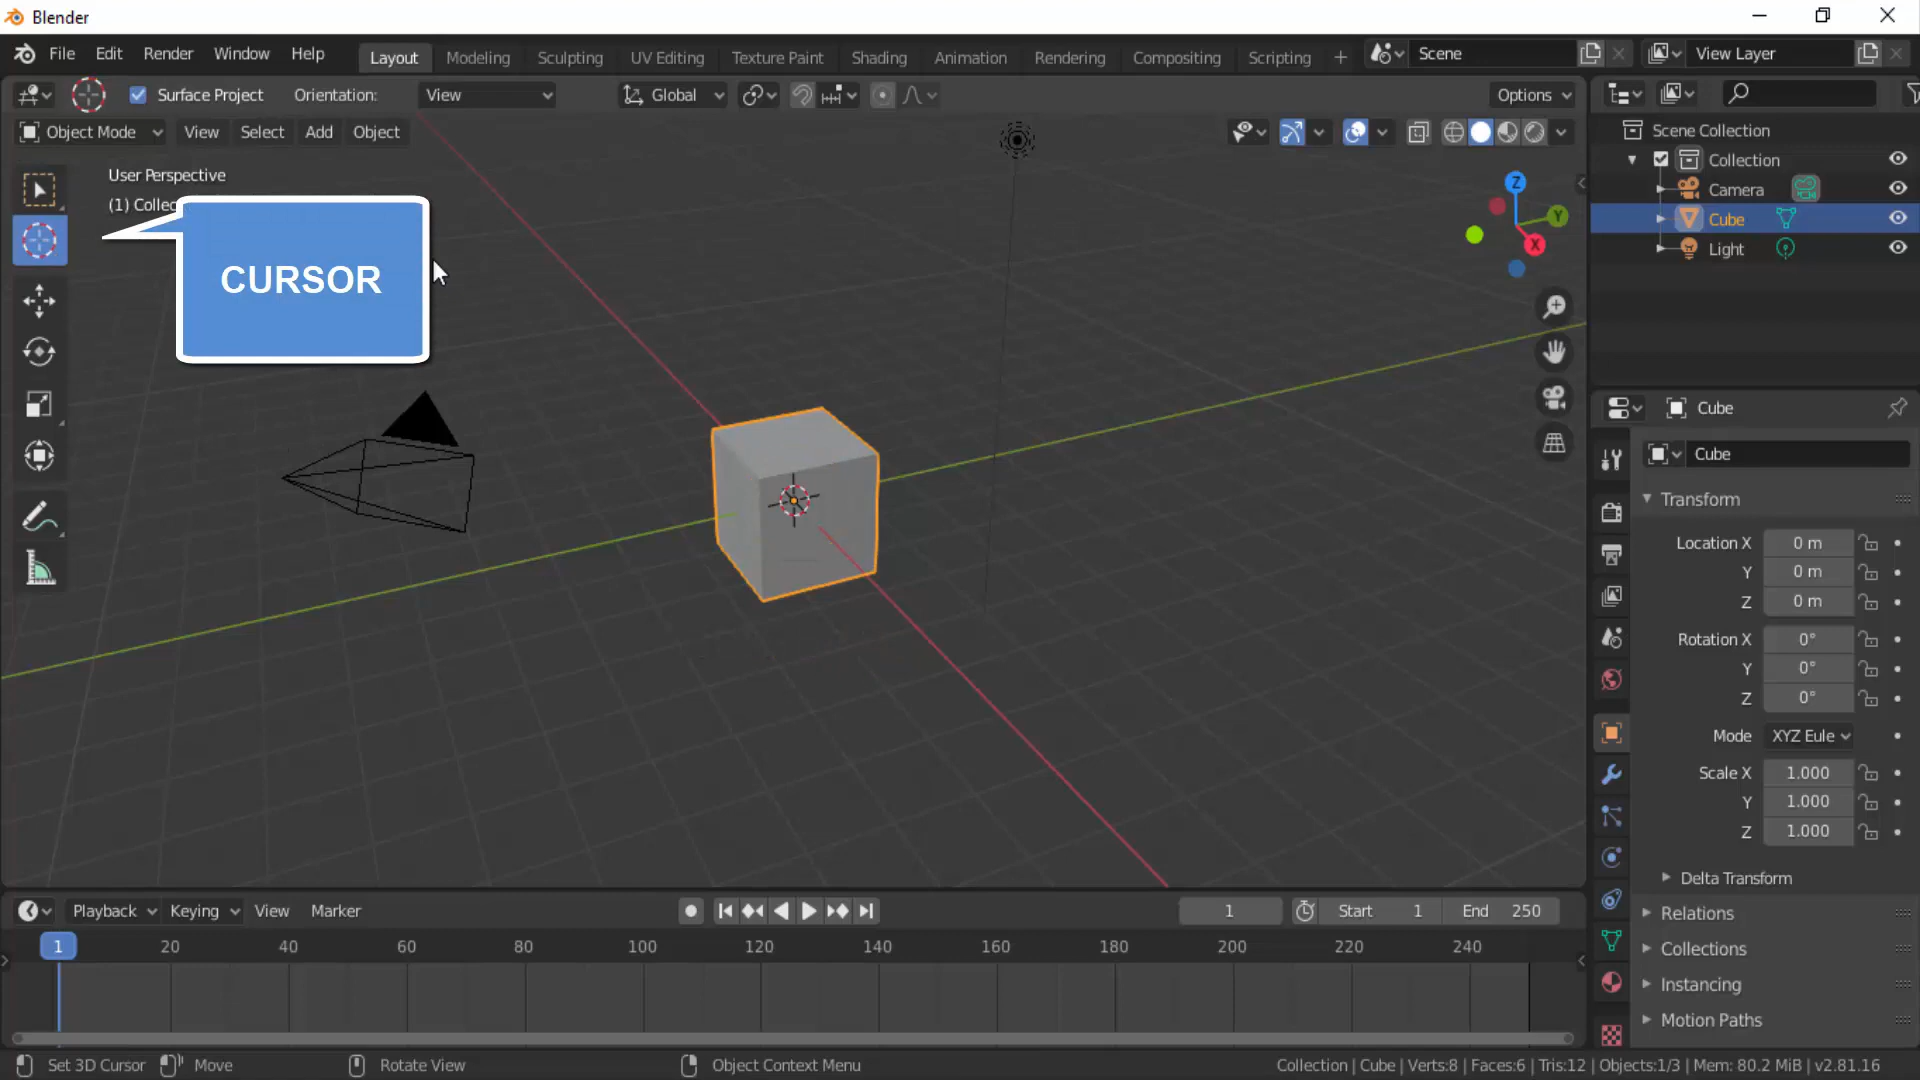 Blender
File Edit Render Window Help
Layout Modeling Sculpting UV Editing Texture Paint Shading Animation Rendering Compositing Scripting + Scene View Layer
Surface Project Orientation: View Global Options
Object Mode View Select Add Object
User Perspective
(1) Collec
CURSOR
Z
Y
X
Scene Collection
Collection
Camera
Cube
Light
Cube
Cube
Transform
Location X 0 m
Y 0 m
Z 0 m
Rotation X 0°
Y 0°
Z 0°
Mode XYZ Eule
Scale X 1.000
Y 1.000
Z 1.000
Delta Transform
Relations
Collections
Instancing
Motion Paths
Playback Keying View Marker 1 Start 1 End 250
1 20 40 60 80 100 120 140 160 180 200 220 240
Set 3D Cursor Move Rotate View Object Context Menu Collection | Cube | Verts:8 | Faces:6 | Tris:12 | Objects:1/3 | Mem: 80.2 MiB | v2.81.16